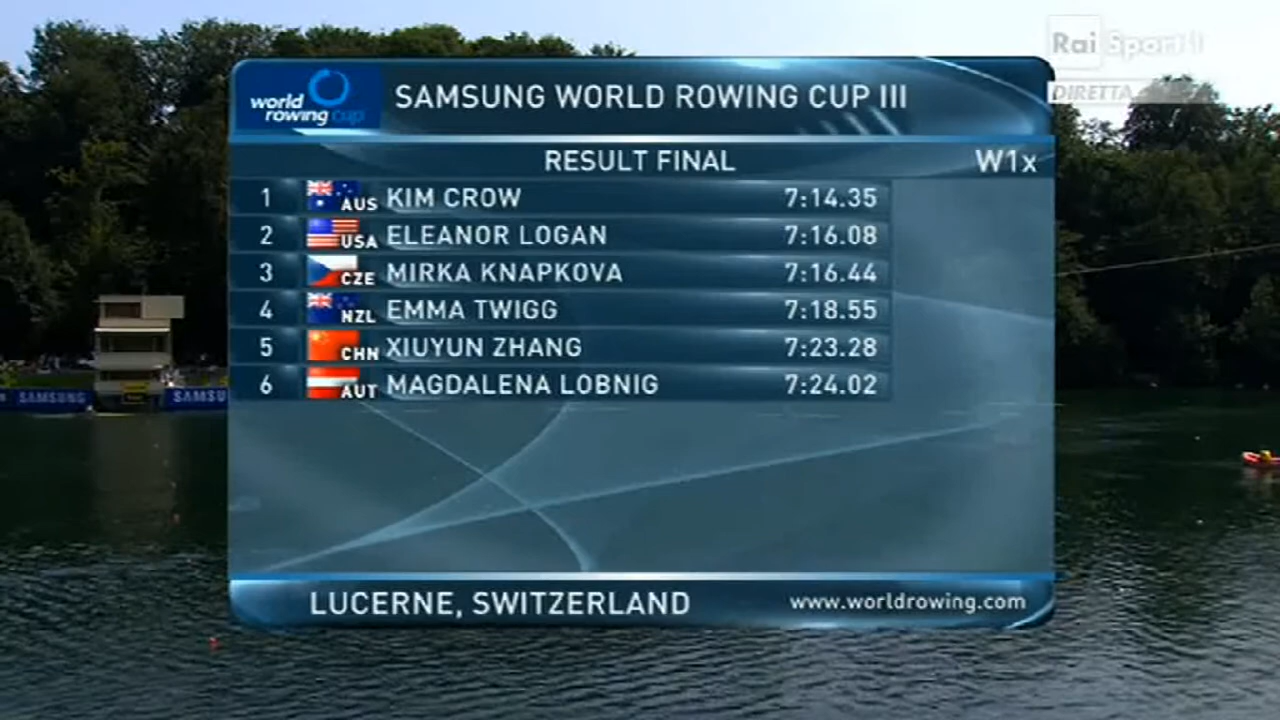 Rai Sport 1
DIRETTA
world
rowing cup
SAMSUNG WORLD ROWING CUP III
RESULT FINAL W1x
1 AUS KIM CROW 7:14.35
2 USA ELEANOR LOGAN 7:16.08
3 CZE MIRKA KNAPKOVA 7:16.44
4 NZL EMMA TWIGG 7:18.55
5 CHN XIUYUN ZHANG 7:23.28
6 AUT MAGDALENA LOBNIG 7:24.02
SAMSUNG SAMSU
LUCERNE, SWITZERLAND www.worldrowing.com